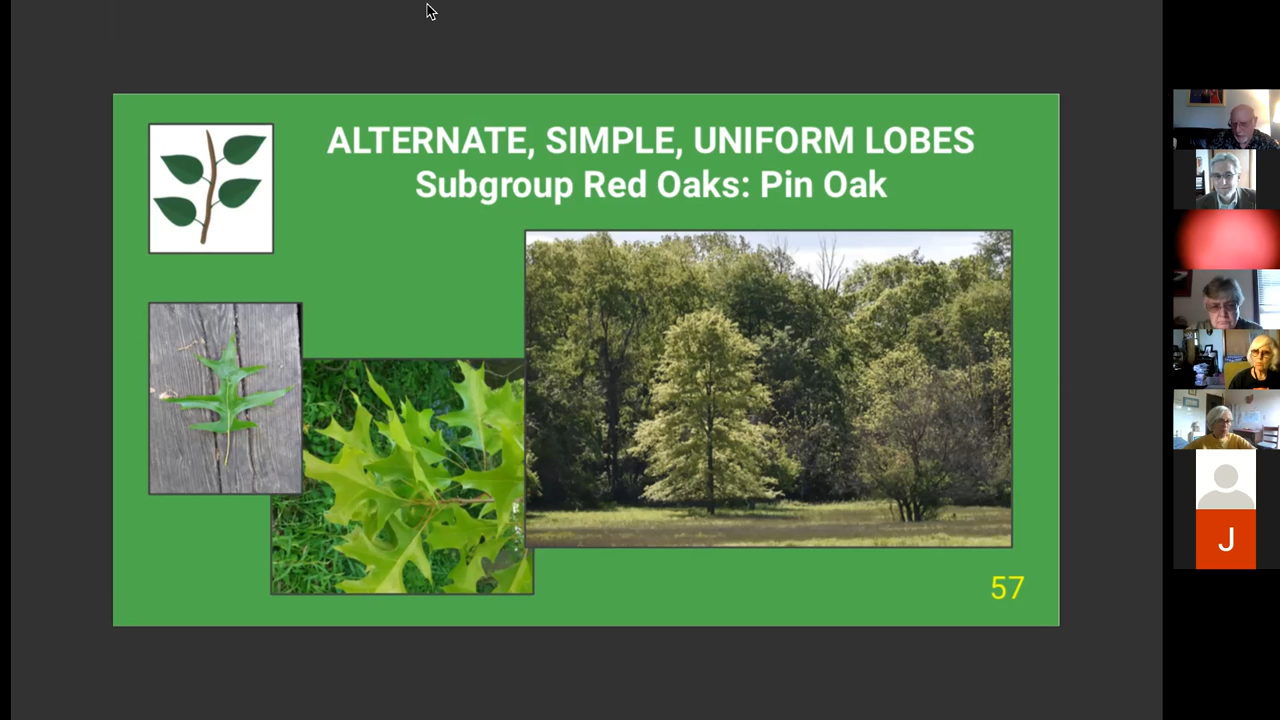 ALTERNATE, SIMPLE, UNIFORM LOBES
Subgroup Red Oaks: Pin Oak
57
J